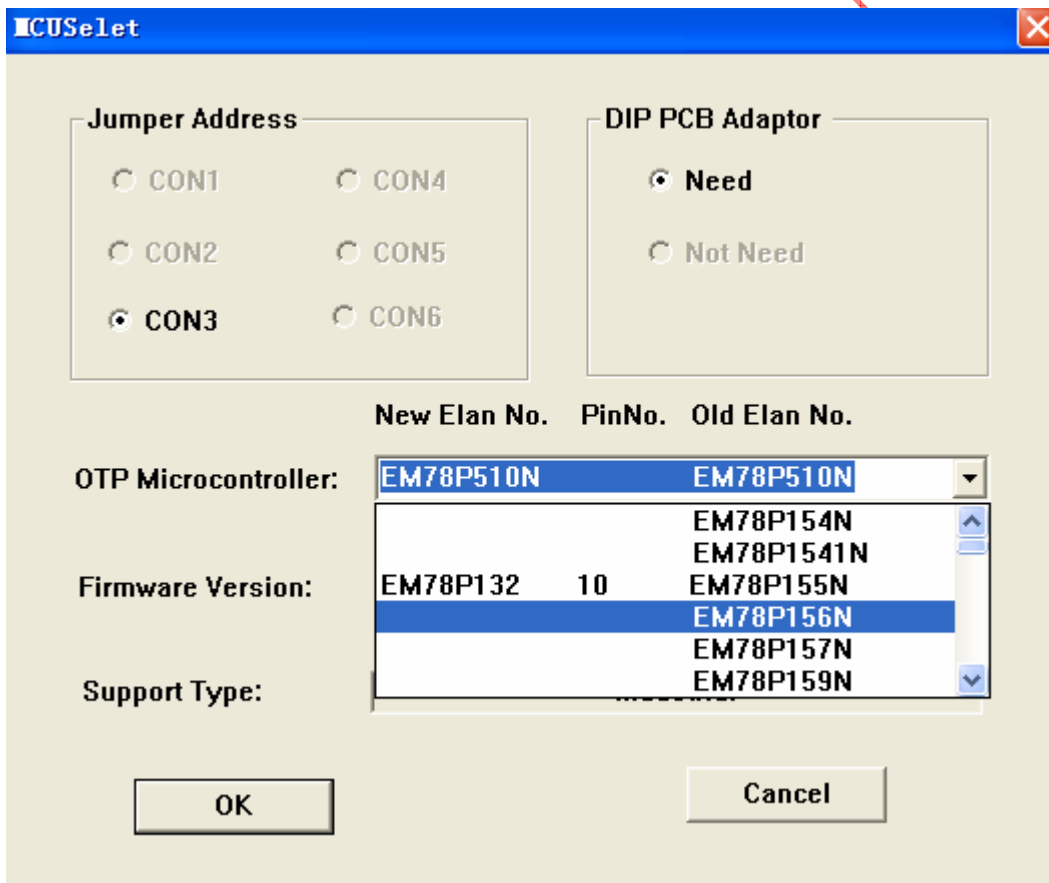 MCUSelet
Jumper Address
DIP PCB Adaptor
CON1 CON4
Need
CON2 CON5
Not Need
CON3 CON6
New Elan No. PinNo. Old Elan No.
OTP Microcontroller: EM78P510N EM78P510N
EM78P154N
EM78P1541N
Firmware Version: EM78P132 10 EM78P155N
EM78P156N
EM78P157N
EM78P159N
Support Type:
OK Cancel